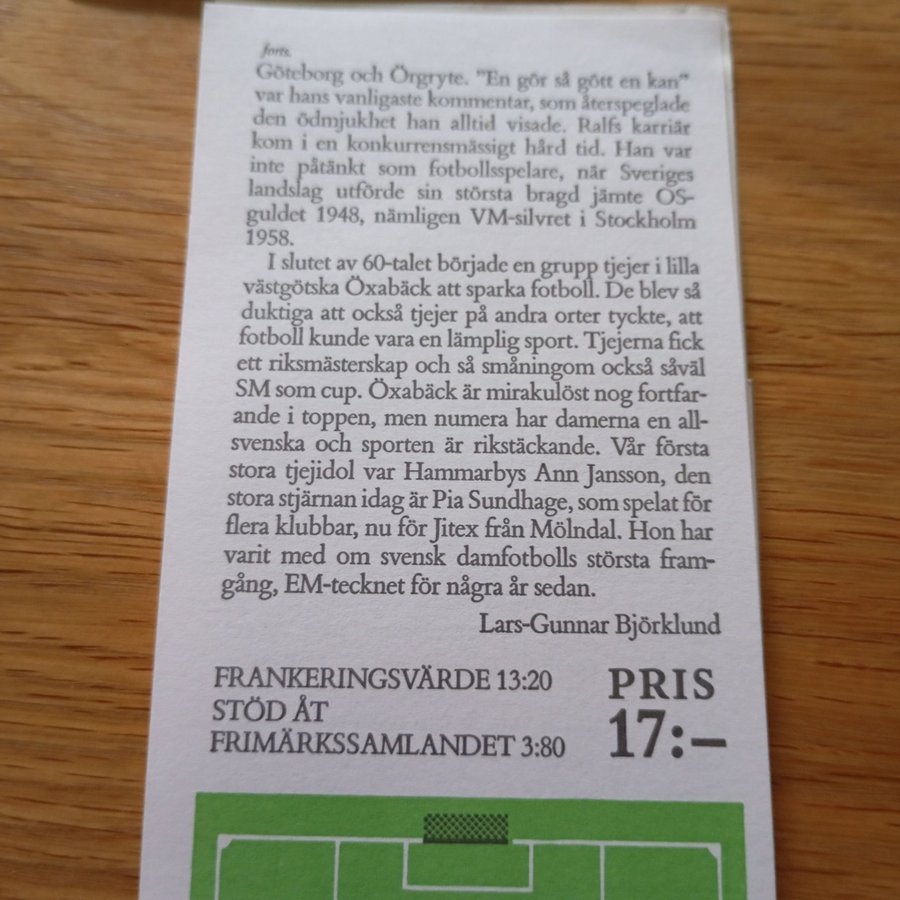 forts.
Göteborg och Örgryte. "En gör så gött en kan"
var hans vanligaste kommentar, som återspeglade
den ödmjukhet han alltid visade. Ralfs karriär
kom i en konkurrensmässigt hård tid. Han var
inte påtänkt som fotbollsspelare, när Sveriges
landslag utförde sin största bragd jämte OS-
guldet 1948, nämligen VM-silvret i Stockholm
1958.
I slutet av 60-talet började en grupp tjejer i lilla
västgötska Öxabäck att sparka fotboll. De blev så
duktiga att också tjejer på andra orter tyckte, att
fotboll kunde vara en lämplig sport. Tjejerna fick
ett riksmästerskap och så småningom också såväl
SM som cup. Öxabäck är mirakulöst nog fortfar-
ande i toppen, men numera har damerna en all-
svenska och sporten är rikstäckande. Vår första
stora tjejidol var Hammarbys Ann Jansson, den
stora stjärnan idag är Pia Sundhage, som spelat för
flera klubbar, nu för Jitex från Mölndal. Hon har
varit med om svensk damfotbolls största fram-
gång, EM-tecknet för några år sedan.
Lars-Gunnar Björklund
FRANKERINGSVÄRDE 13:20
STÖD ÅT
FRIMÄRKSSAMLANDET 3:80
PRIS
17:–